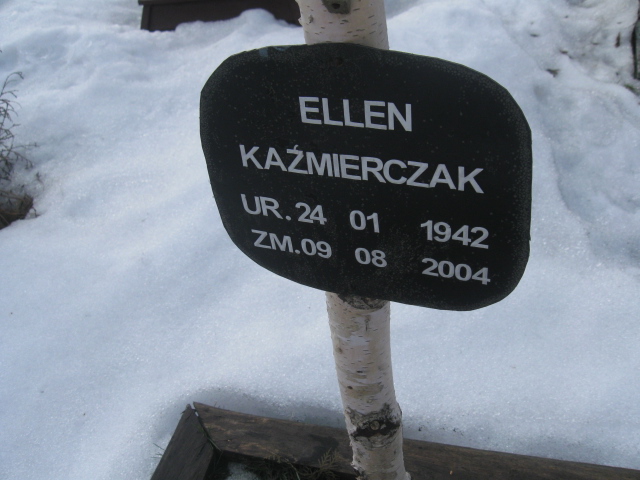 ELLEN
KAŹMIERCZAK
UR. 24 01 1942
ZM. 09 08 2004